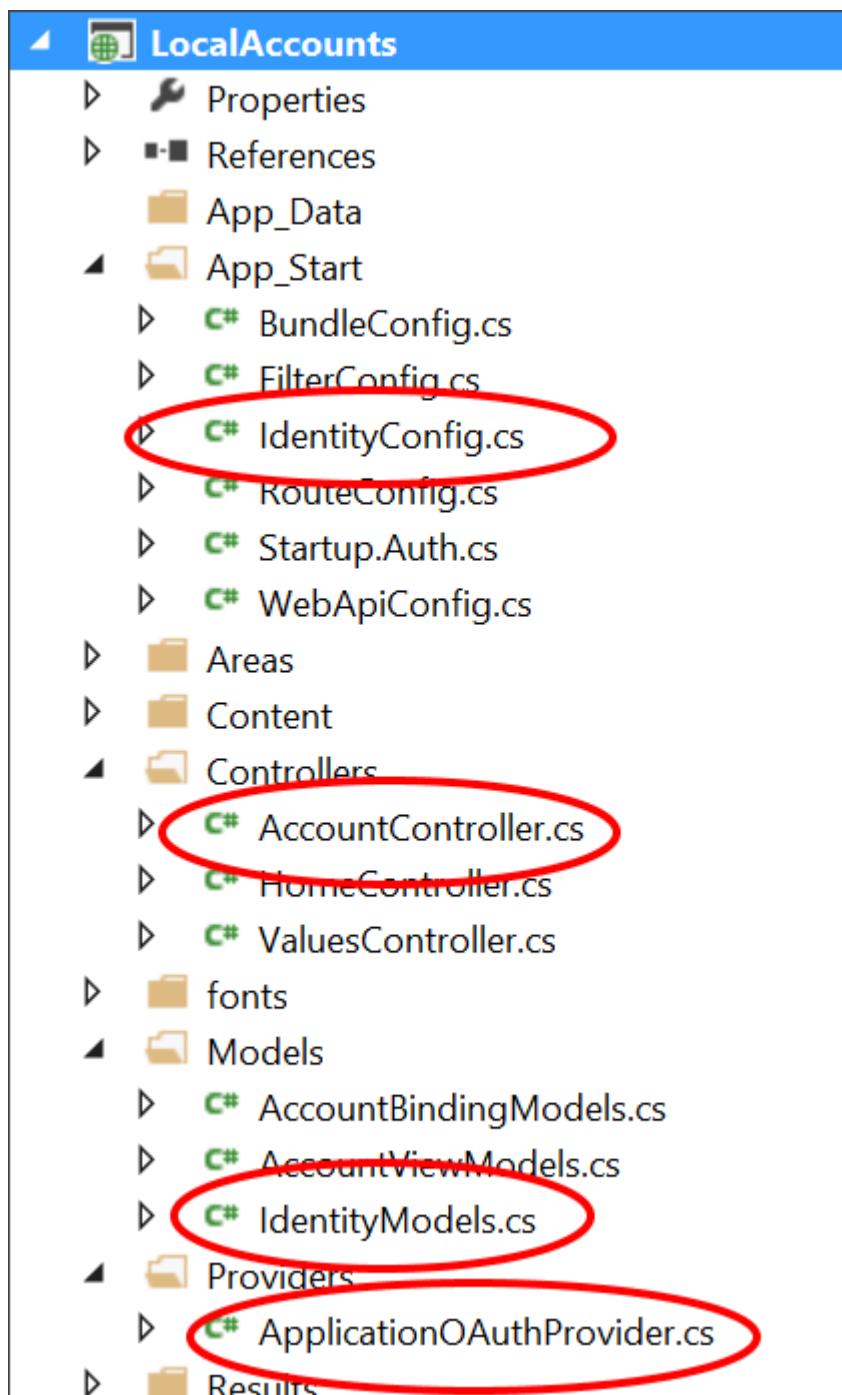 LocalAccounts
Properties
References
App_Data
App_Start
C# BundleConfig.cs
C# FilterConfig.cs
C# IdentityConfig.cs
C# RouteConfig.cs
C# Startup.Auth.cs
C# WebApiConfig.cs
Areas
Content
Controllers
C# AccountController.cs
C# HomeController.cs
C# ValuesController.cs
fonts
Models
C# AccountBindingModels.cs
C# AccountViewModels.cs
C# IdentityModels.cs
Providers
C# ApplicationOAuthProvider.cs
Results